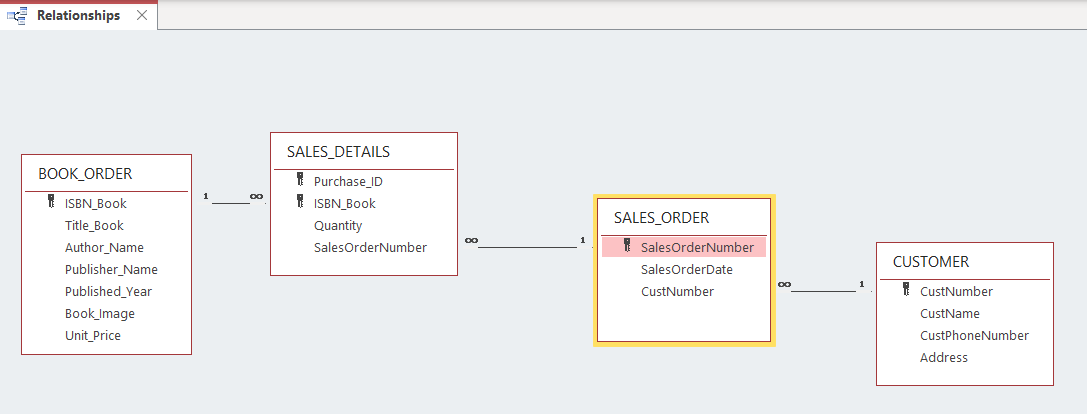 Relationships
BOOK_ORDER
ISBN_Book
Title_Book
Author_Name
Publisher_Name
Published_Year
Book_Image
Unit_Price
1 ∞
SALES_DETAILS
Purchase_ID
ISBN_Book
Quantity
SalesOrderNumber
∞ 1
SALES_ORDER
SalesOrderNumber
SalesOrderDate
CustNumber
∞ 1
CUSTOMER
CustNumber
CustName
CustPhoneNumber
Address